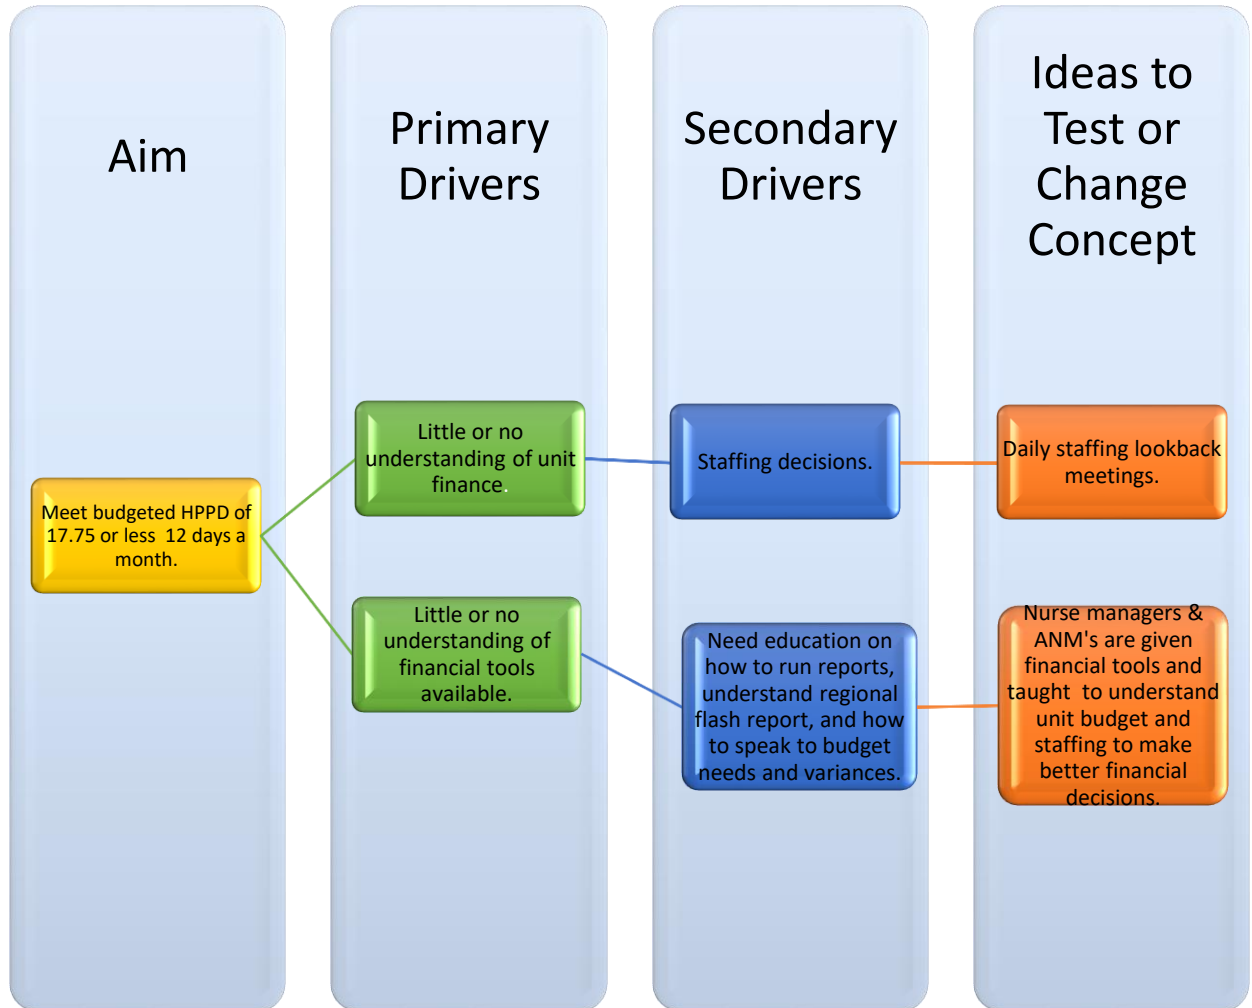 Aim
Primary
Drivers
Secondary
Drivers
Ideas to
Test or
Change
Concept
Meet budgeted HPPD of
17.75 or less  12 days a
month.
Little or no
understanding of unit
finance.
Little or no
understanding of
financial tools
available.
Staffing decisions.
Need education on
how to run reports,
understand regional
flash report, and how
to speak to budget
needs and variances.
Daily staffing lookback
meetings.
Nurse managers &
ANM's are given
financial tools and
taught  to understand
unit budget and
staffing to make
better financial
decisions.